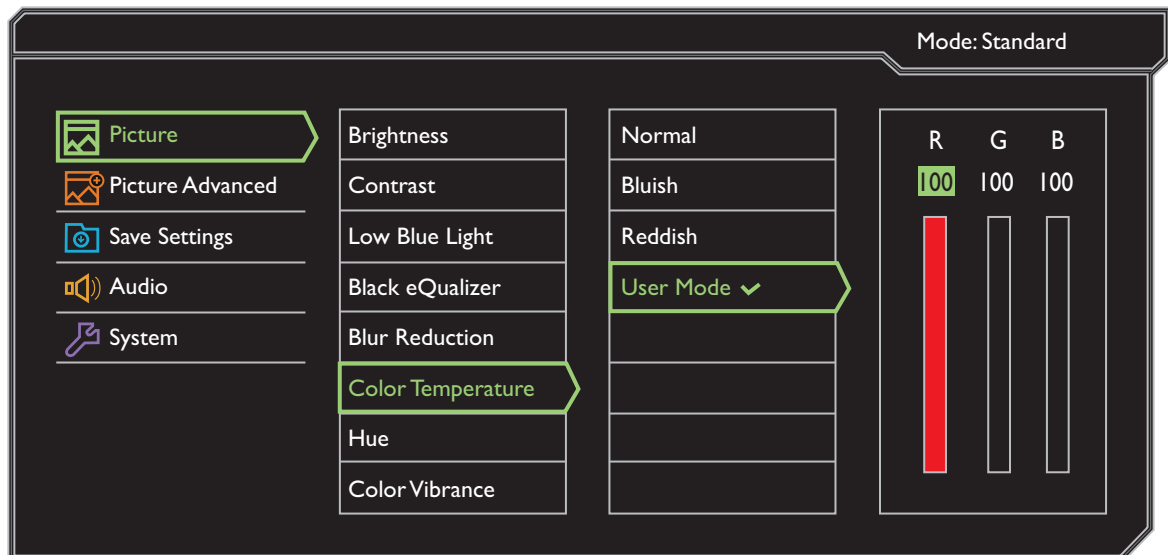 Mode: Standard
Picture
Picture Advanced
Save Settings
Audio
System
Brightness
Contrast
Low Blue Light
Black eQualizer
Blur Reduction
Color Temperature
Hue
Color Vibrance
Normal
Bluish
Reddish
User Mode
R G B
100 100 100